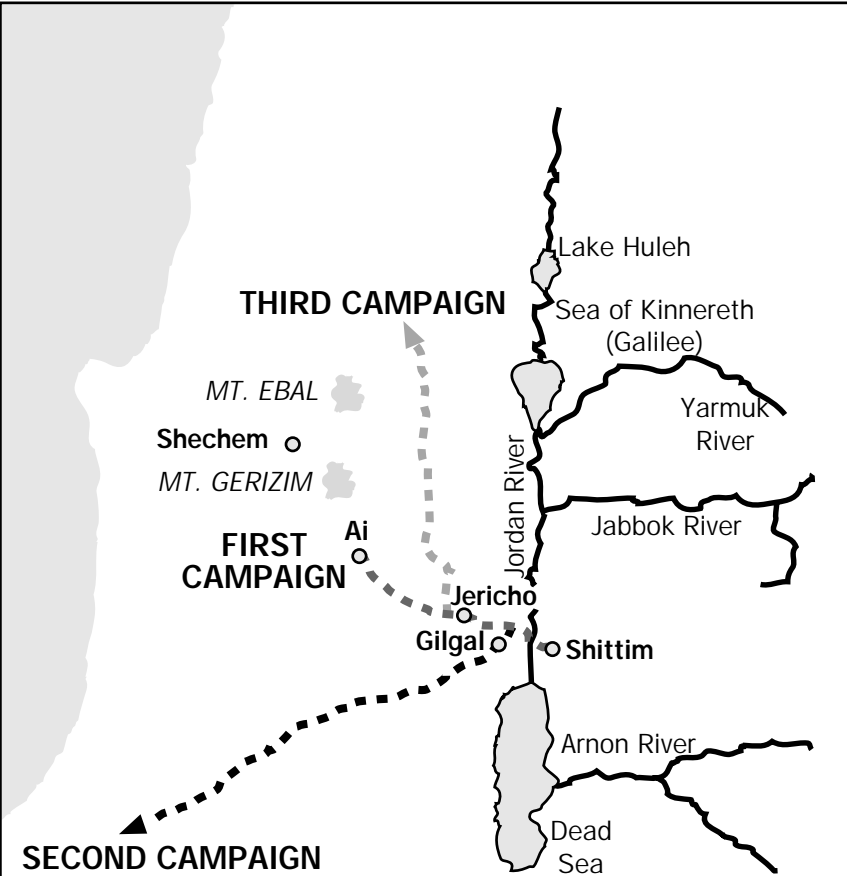 Lake Huleh
THIRD CAMPAIGN
Sea of Kinnereth
(Galilee)
MT. EBAL
Yarmuk
River
Shechem
MT. GERIZIM
Jordan River
Jabbok River
Ai
FIRST
CAMPAIGN
Jericho
Gilgal
Shittim
Arnon River
Dead
Sea
SECOND CAMPAIGN